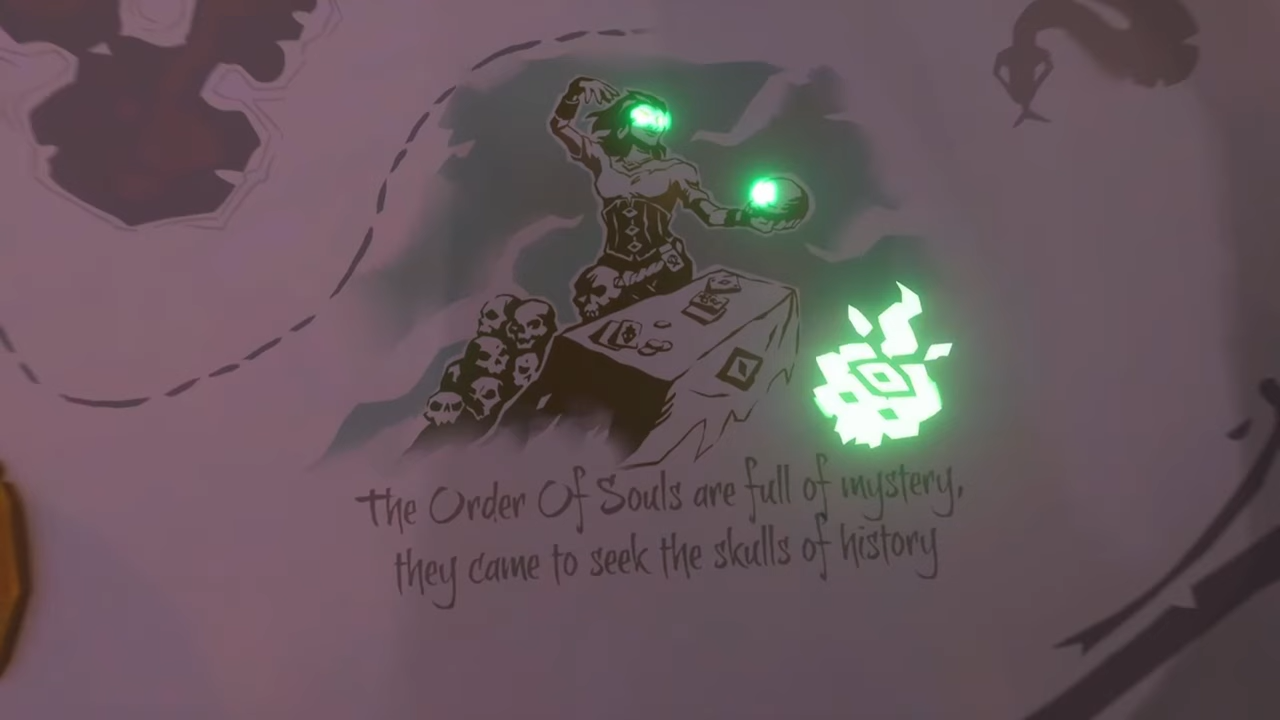 The Order Of Souls are full of mystery,
they came to seek the skulls of history